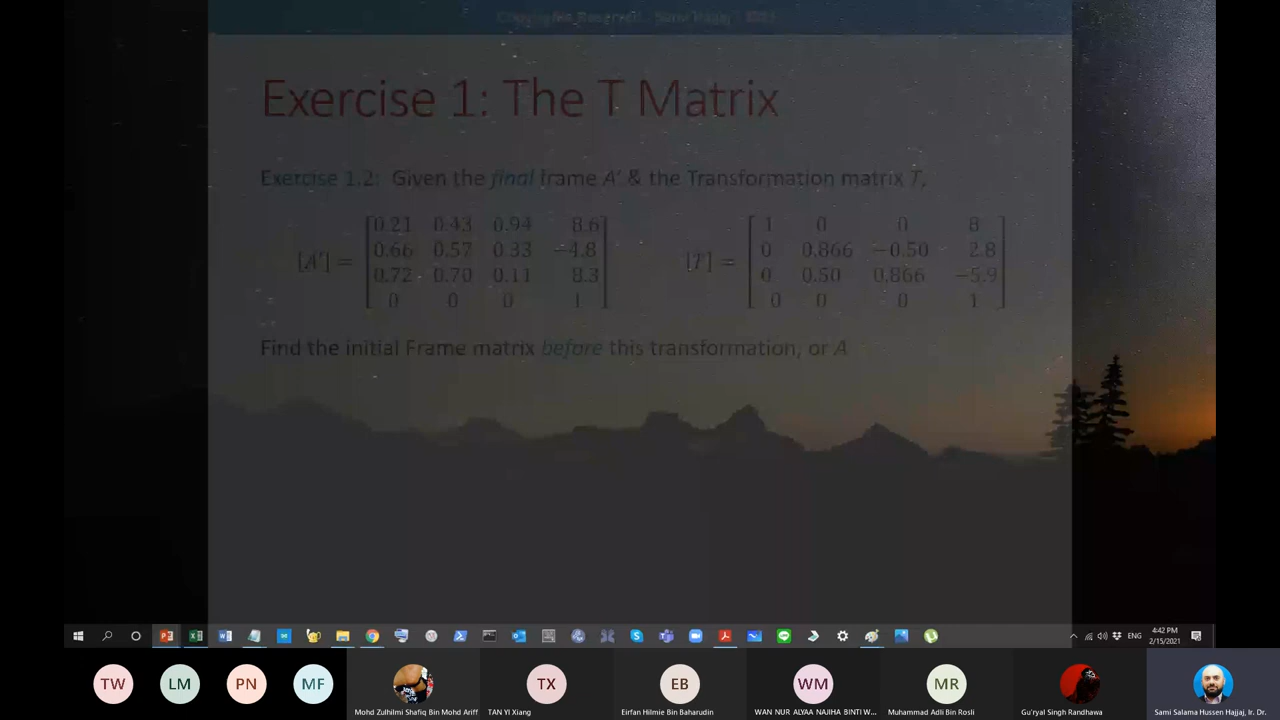 Exercise 1: The T Matrix
Exercise 1.2: Given the final frame A' & the Transformation matrix T,
[A'] = [0.21 0.43 0.94 8.6
0.66 0.57 0.33 −4.8
0.72 0.70 0.11 8.3
0 0 0 1]
[T] = [1 0 0 8
0 0.866 −0.50 2.8
0 0.50 0.866 −5.9
0 0 0 1]
Find the initial Frame matrix before this transformation, or A
ENG
4:42 PM
2/15/2021
TW
LM
PN
MF
Mohd Zulhilmi Shafiq Bin Mohd Ariff
TX
TAN YI Xiang
EB
Eirfan Hilmie Bin Baharudin
WM
WAN NUR ALYAA NAJIHA BINTI W...
MR
Muhammad Adli Bin Rosli
Gu'ryal Singh Randhawa
Sami Salama Hussen Hajjaj, Ir. Dr.